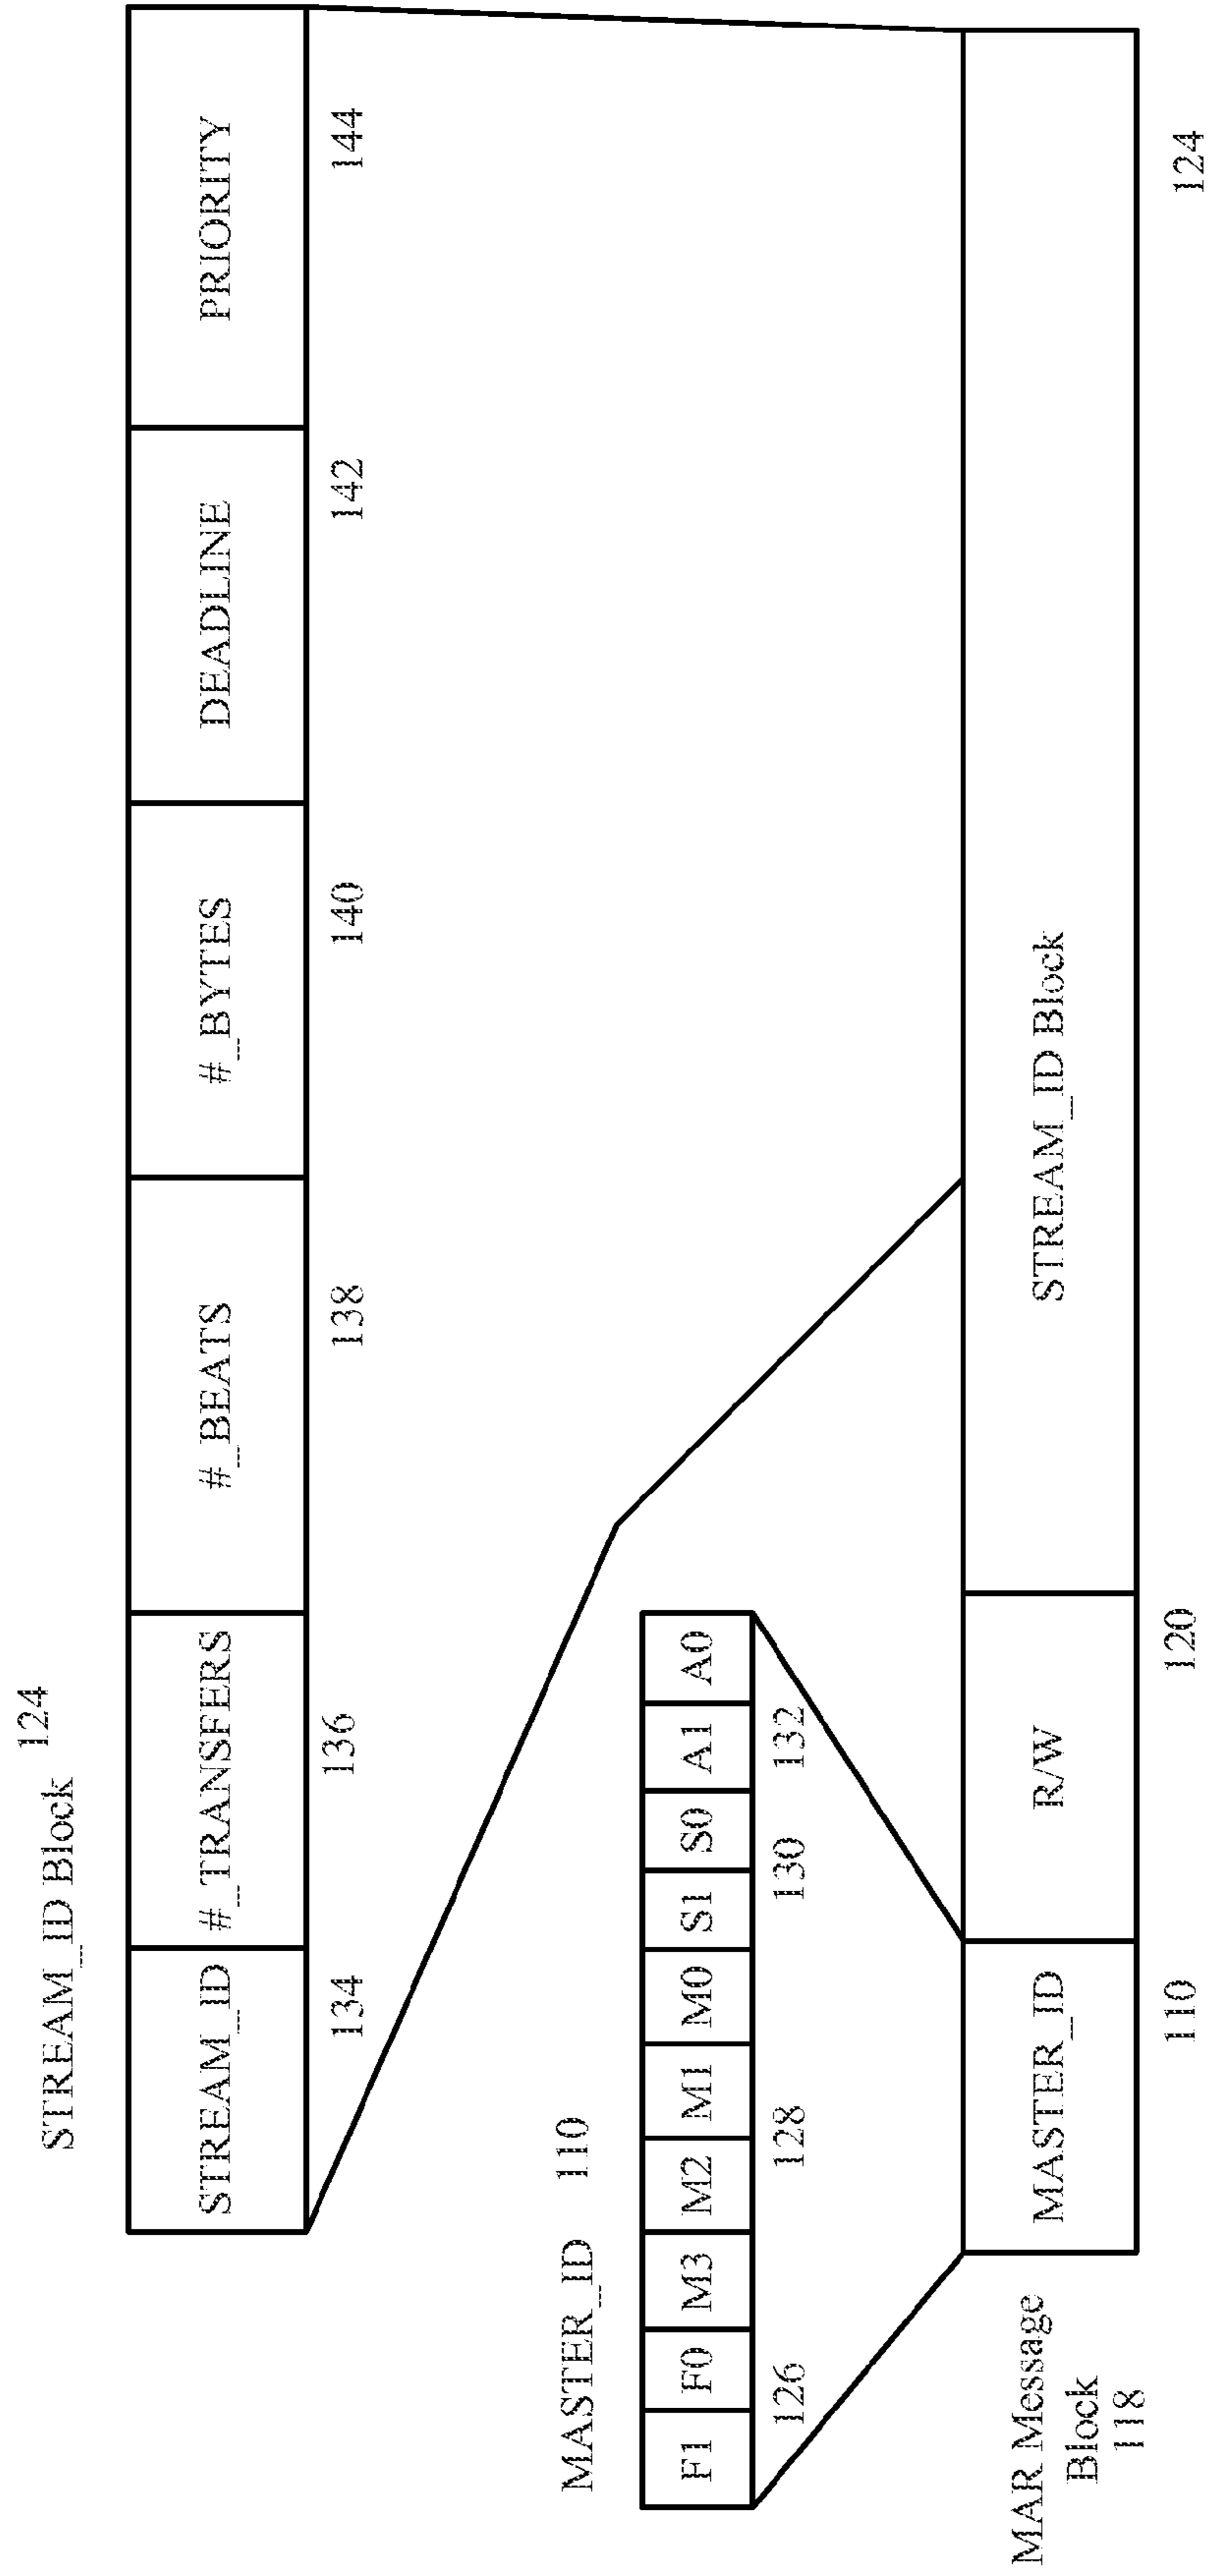 STREAM_ID Block 124
STREAM_ID #_TRANSFERS #_BEATS #_BYTES DEADLINE PRIORITY
134 136 138 140 142 144
MASTER_ID 110
F1 F0 M3 M2 M1 M0 S1 S0 A1 A0
126 128 130 132
MAR Message
Block
118
MASTER_ID R/W STREAM_ID Block
110 120 124